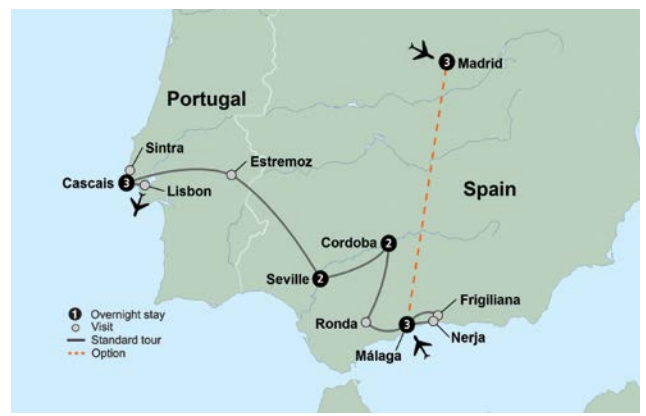 3 Madrid
Portugal
Sintra
Estremoz
Cascais 3
Lisbon
Spain
Cordoba 2
Seville 2
Frigiliana
1 Overnight stay
Visit
Ronda
3
Nerja
Standard tour
Málaga
Option